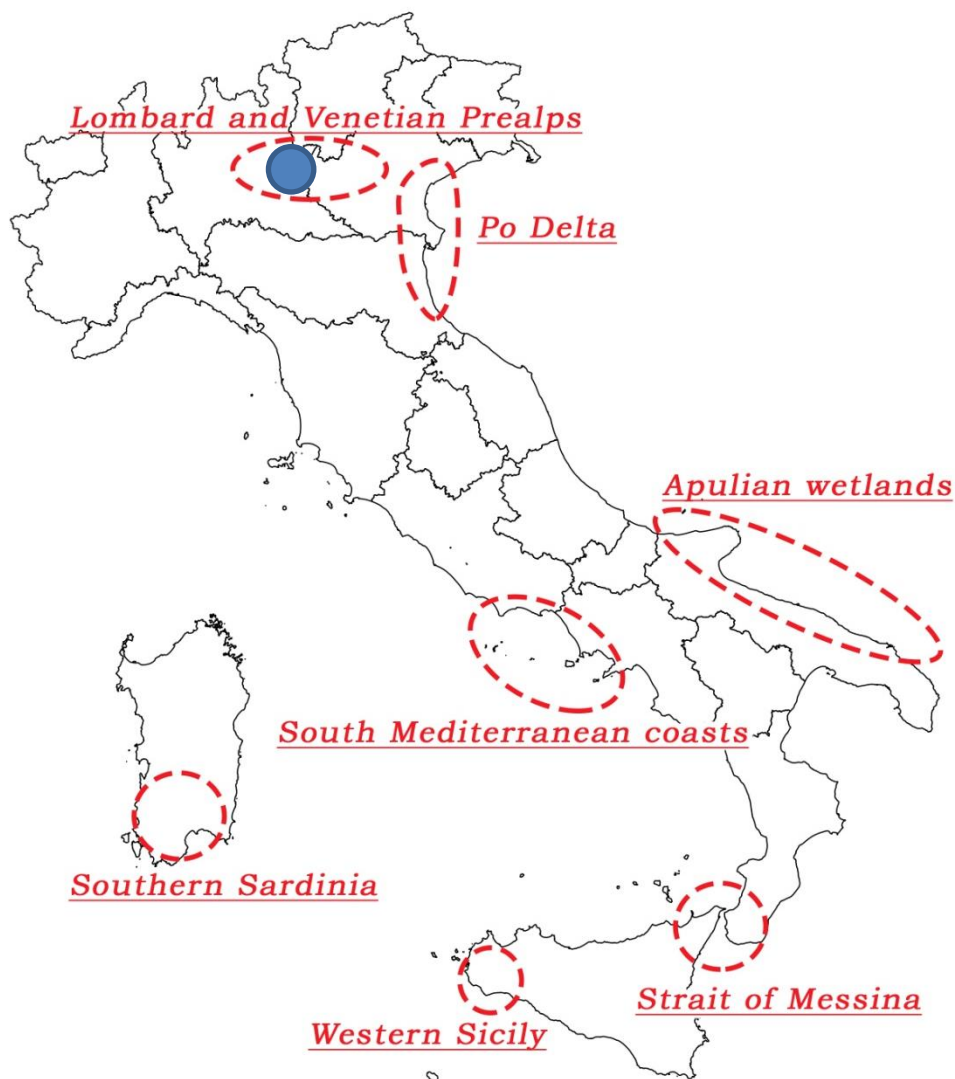 Lombard and Venetian Prealps
Po Delta
Apulian wetlands
South Mediterranean coasts
Southern Sardinia
Strait of Messina
Western Sicily